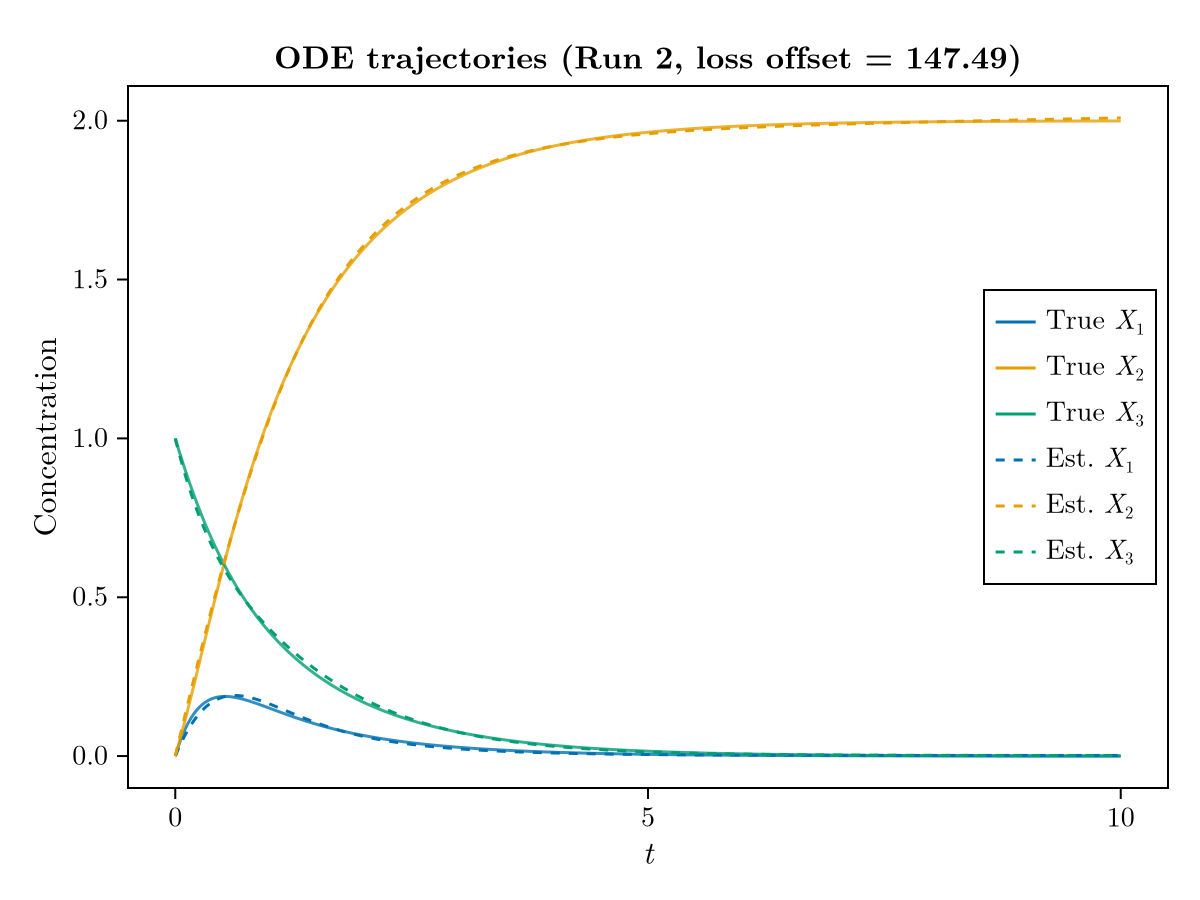 ODE trajectories (Run 2, loss offset = 147.49)
2.0
1.5
1.0
0.5
0.0
Concentration
0
5
10
t
True X₁
True X₂
True X₃
Est. X₁
Est. X₂
Est. X₃